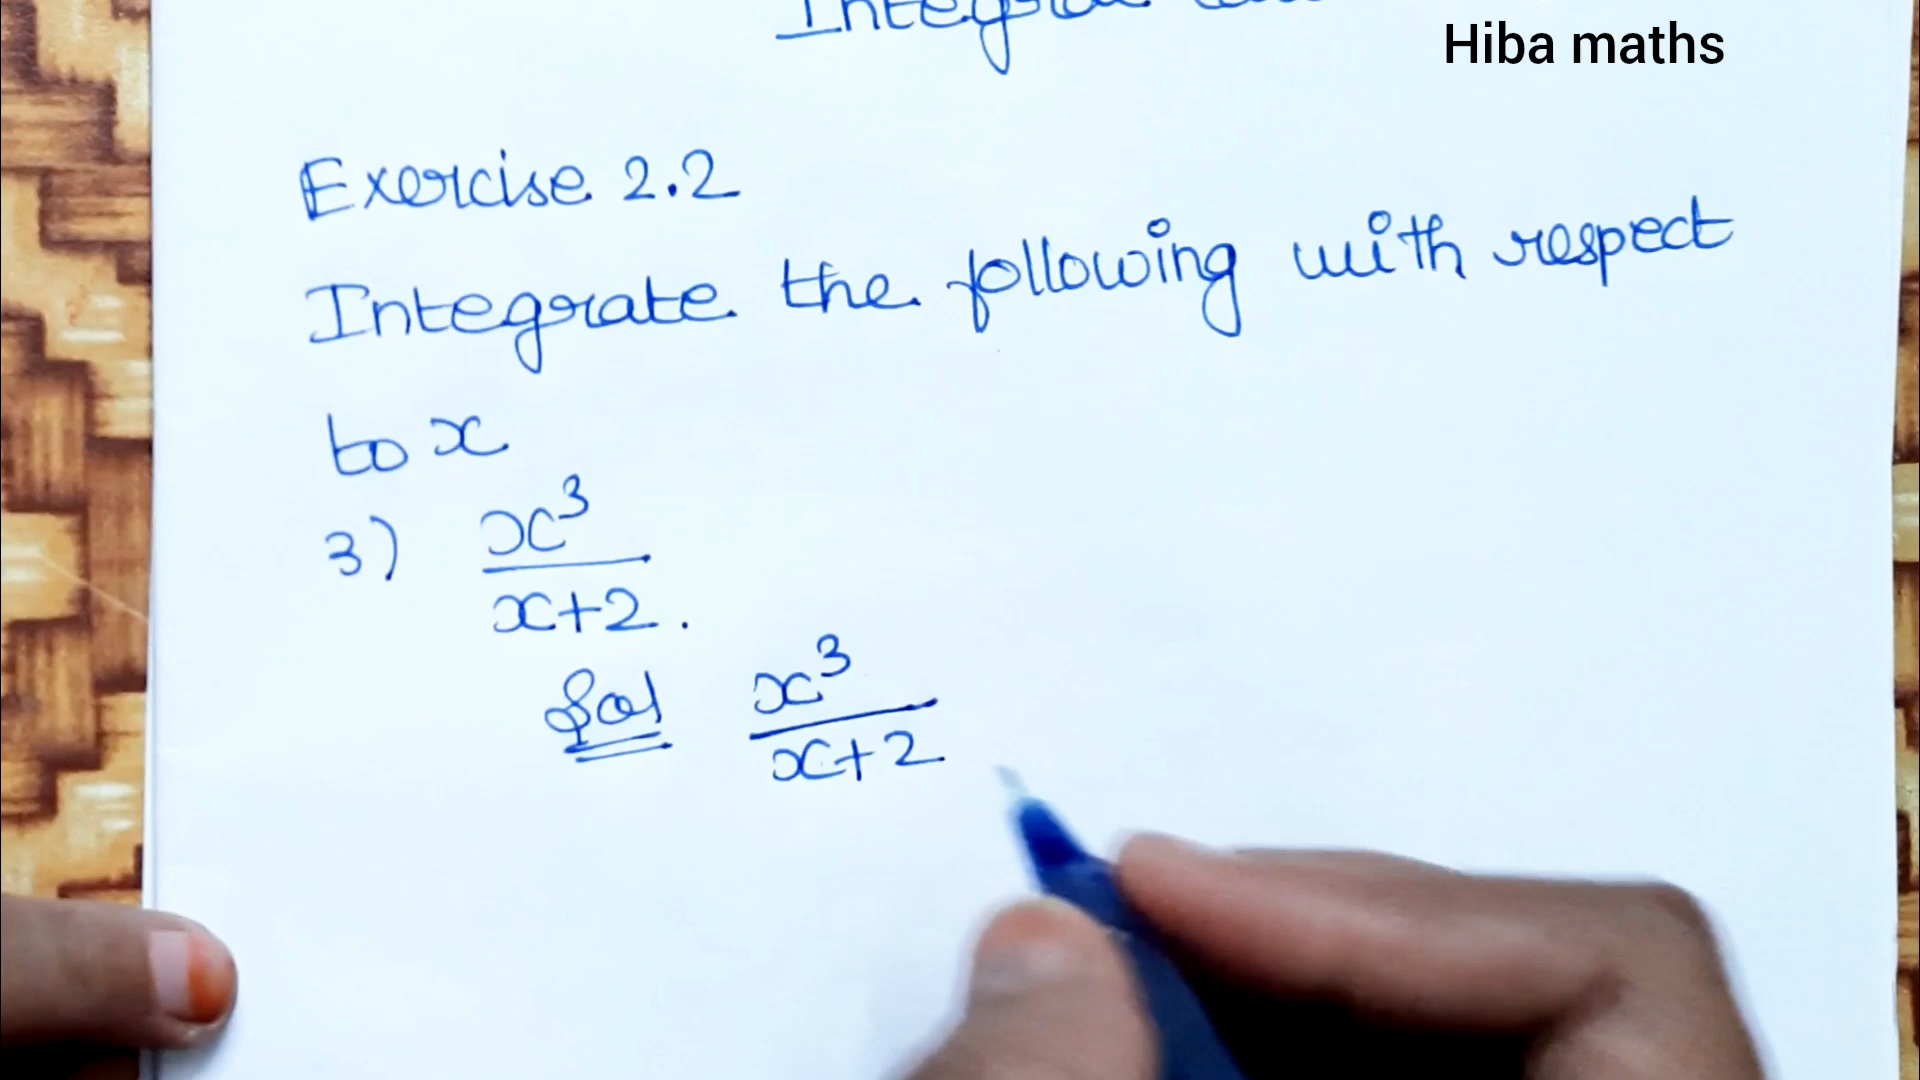 Hiba maths
Exercise 2.2
Integrate the following with respect
to x
3) x³
x+2.
Sol x³
x+2